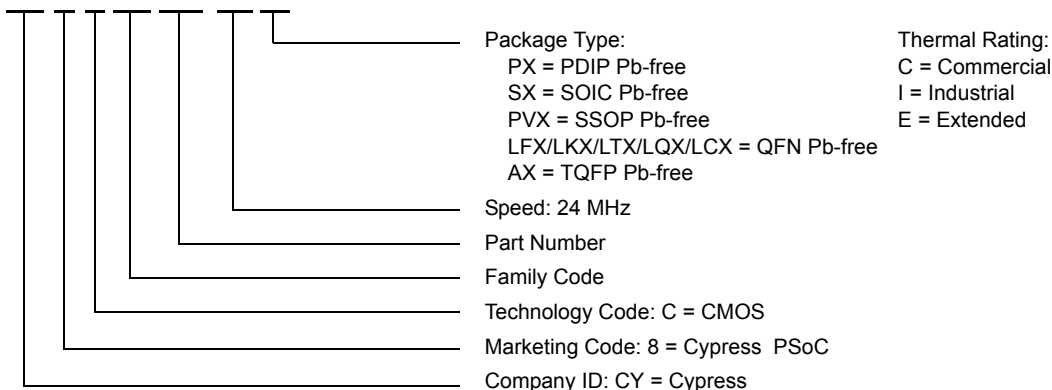 Package Type:
PX = PDIP Pb-free
SX = SOIC Pb-free
PVX = SSOP Pb-free
LFX/LKX/LTX/LQX/LCX = QFN Pb-free
AX = TQFP Pb-free
Thermal Rating:
C = Commercial
I = Industrial
E = Extended
Speed: 24 MHz
Part Number
Family Code
Technology Code: C = CMOS
Marketing Code: 8 = Cypress PSoC
Company ID: CY = Cypress